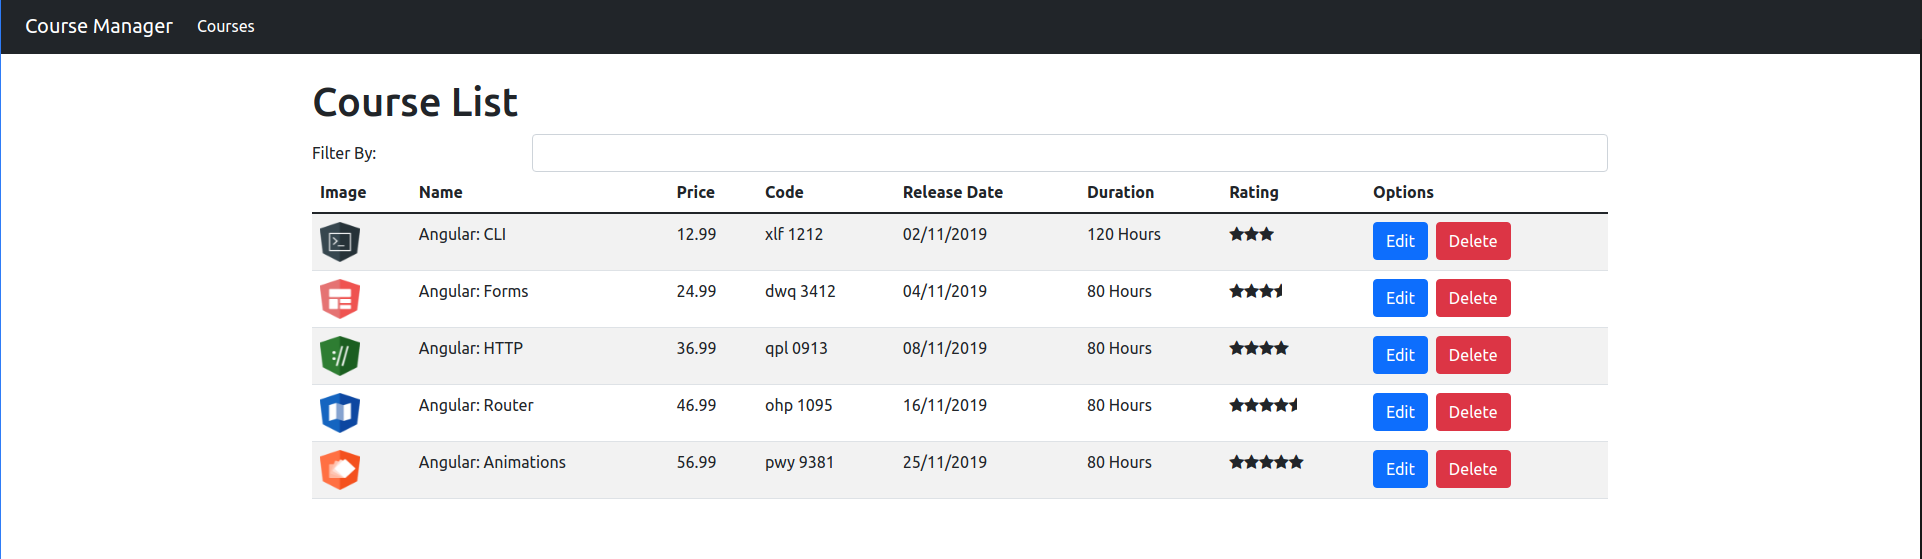 Course Manager Courses
Course List
Filter By:
Image Name Price Code Release Date Duration Rating Options
Angular: CLI 12.99 xlf 1212 02/11/2019 120 Hours Edit Delete
Angular: Forms 24.99 dwq 3412 04/11/2019 80 Hours Edit Delete
Angular: HTTP 36.99 qpl 0913 08/11/2019 80 Hours Edit Delete
Angular: Router 46.99 ohp 1095 16/11/2019 80 Hours Edit Delete
Angular: Animations 56.99 pwy 9381 25/11/2019 80 Hours Edit Delete